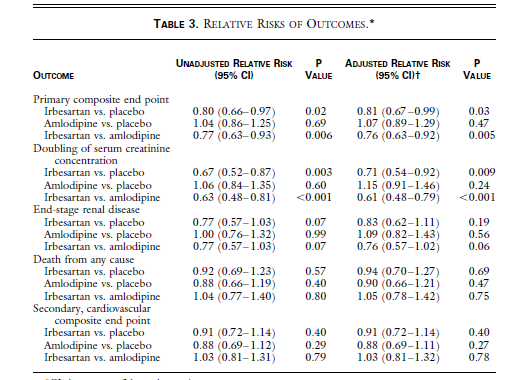 TABLE 3. RELATIVE RISKS OF OUTCOMES.*
OUTCOME UNADJUSTED RELATIVE RISK (95% CI) P VALUE ADJUSTED RELATIVE RISK (95% CI)† P VALUE
Primary composite end point
Irbesartan vs. placebo 0.80 (0.66–0.97) 0.02 0.81 (0.67–0.99) 0.03
Amlodipine vs. placebo 1.04 (0.86–1.25) 0.69 1.07 (0.89–1.29) 0.47
Irbesartan vs. amlodipine 0.77 (0.63–0.93) 0.006 0.76 (0.63–0.92) 0.005
Doubling of serum creatinine
concentration
Irbesartan vs. placebo 0.67 (0.52–0.87) 0.003 0.71 (0.54–0.92) 0.009
Amlodipine vs. placebo 1.06 (0.84–1.35) 0.60 1.15 (0.91–1.46) 0.24
Irbesartan vs. amlodipine 0.63 (0.48–0.81) <0.001 0.61 (0.48–0.79) <0.001
End-stage renal disease
Irbesartan vs. placebo 0.77 (0.57–1.03) 0.07 0.83 (0.62–1.11) 0.19
Amlodipine vs. placebo 1.00 (0.76–1.32) 0.99 1.09 (0.82–1.43) 0.56
Irbesartan vs. amlodipine 0.77 (0.57–1.03) 0.07 0.76 (0.57–1.02) 0.06
Death from any cause
Irbesartan vs. placebo 0.92 (0.69–1.23) 0.57 0.94 (0.70–1.27) 0.69
Amlodipine vs. placebo 0.88 (0.66–1.19) 0.40 0.90 (0.66–1.21) 0.47
Irbesartan vs. amlodipine 1.04 (0.77–1.40) 0.80 1.05 (0.78–1.42) 0.75
Secondary, cardiovascular
composite end point
Irbesartan vs. placebo 0.91 (0.72–1.14) 0.40 0.91 (0.72–1.14) 0.40
Amlodipine vs. placebo 0.88 (0.69–1.12) 0.29 0.88 (0.69–1.11) 0.27
Irbesartan vs. amlodipine 1.03 (0.81–1.31) 0.79 1.03 (0.81–1.32) 0.78